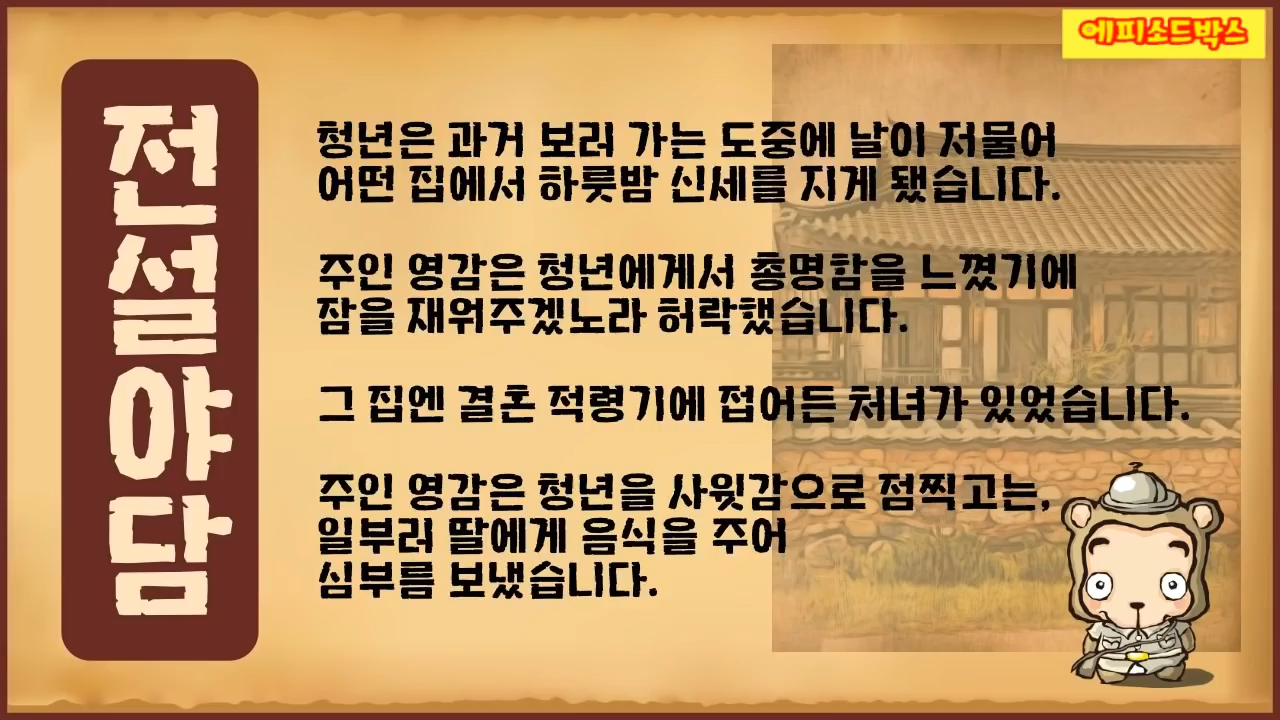 에피소드박스
전설야담
청년은 과거 보러 가는 도중에 날이 저물어
어떤 집에서 하룻밤 신세를 지게 됐습니다.
주인 영감은 청년에게서 총명함을 느꼈기에
잠을 재워주겠노라 허락했습니다.
그 집엔 결혼 적령기에 접어든 처녀가 있었습니다.
주인 영감은 청년을 사윗감으로 점찍고는,
일부러 딸에게 음식을 주어
심부름 보냈습니다.